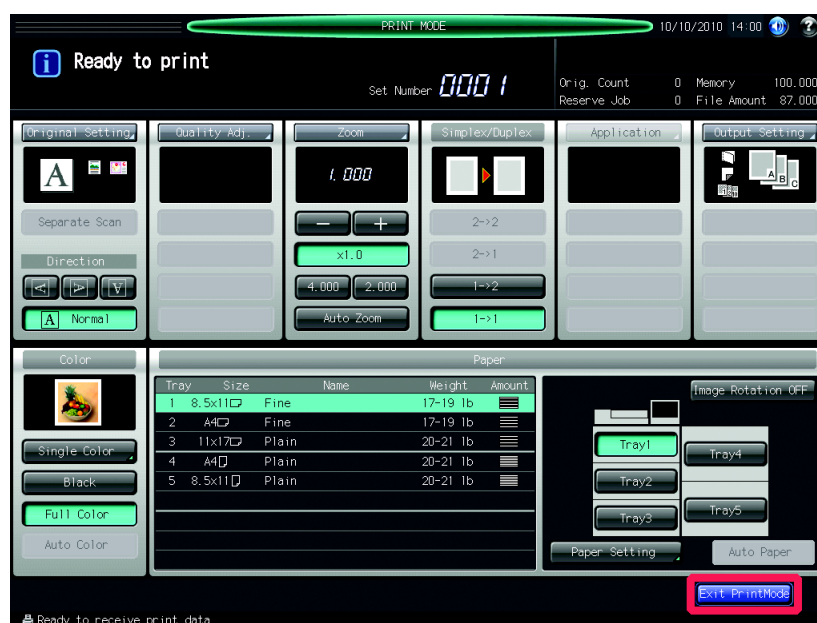 PRINT MODE
10/10/2010 14:00
Ready to print
Set Number 0001
Orig. Count 0 Memory 100.000
Reserve Job 0 File Amount 87.000
Original Setting Quality Adj. Zoom Simplex/Duplex Application Output Setting
A 1.000 A B C
Separate Scan - + 2->2
Direction x1.0 2->1
A A A 4.000 2.000 1->2
A Normal Auto Zoom 1->1
Color Paper
Tray Size Name Weight Amount Image Rotation OFF
1 8.5x11 Fine 17-19 lb
2 A4 Fine 17-19 lb
3 11x17 Plain 20-21 lb
4 A4 Plain 20-21 lb
5 8.5x11 Plain 20-21 lb
Single Color
Black
Full Color
Auto Color
Tray1 Tray4
Tray2
Tray3 Tray5
Paper Setting Auto Paper
Exit PrintMode
Ready to receive print data